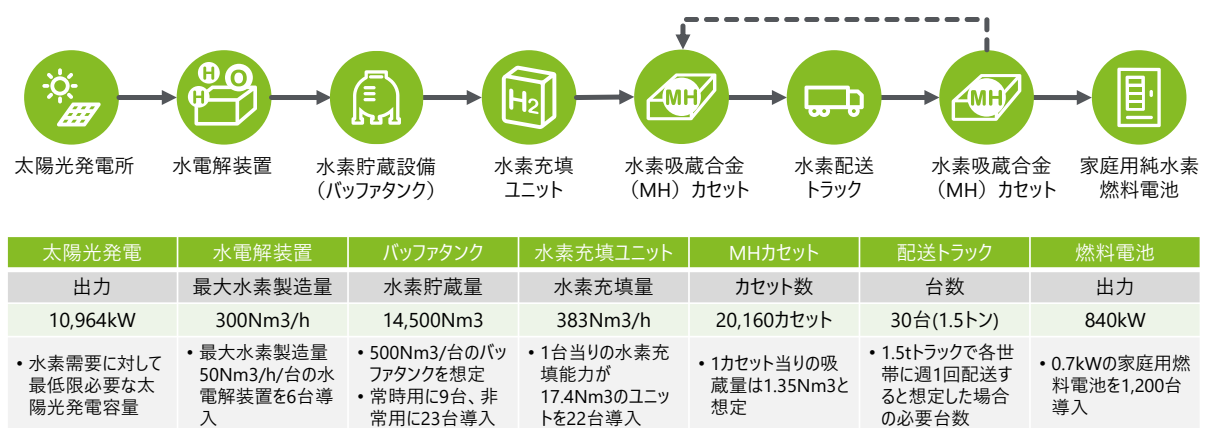 H
H
O
H2
MH
MH
太陽光発電所
水電解装置
水素貯蔵設備
（バッファタンク）
水素充填
ユニット
水素吸蔵合金
（MH）カセット
水素配送
トラック
水素吸蔵合金
（MH）カセット
家庭用純水素
燃料電池
太陽光発電
水電解装置
バッファタンク
水素充填ユニット
MHカセット
配送トラック
燃料電池
出力
最大水素製造量
水素貯蔵量
水素充填量
カセット数
台数
出力
10,964kW
300Nm3/h
14,500Nm3
383Nm3/h
20,160カセット
30台(1.5トン)
840kW
• 水素需要に対して
最低限必要な太
陽光発電容量
• 最大水素製造量
50Nm3/h/台の水
電解装置を6台導
入
• 500Nm3/台のバッ
ファタンクを想定
• 常時用に9台、非
常用に23台導入
• 1台当りの水素充
填能力が
17.4Nm3のユニッ
トを22台導入
• 1カセット当りの吸
蔵量は1.35Nm3と
想定
• 1.5tトラックで各世
帯に週1回配送す
ると想定した場合
の必要台数
• 0.7kWの家庭用燃
料電池を1,200台
導入